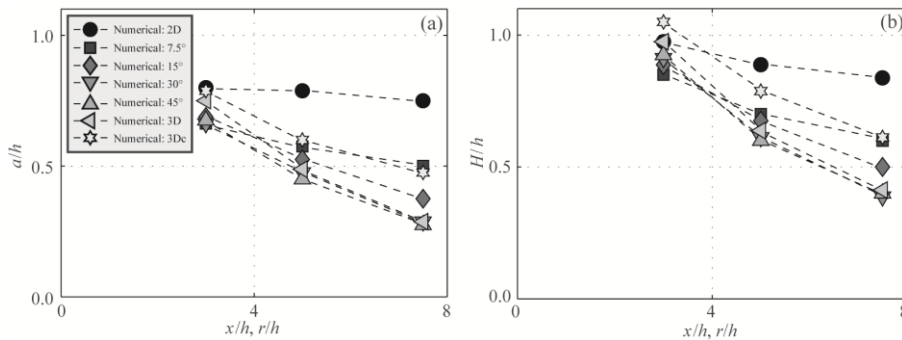 (a)
1.0
0.5
0.0
0
4
8
a/h
x/h, r/h
Numerical: 2D
Numerical: 7.5°
Numerical: 15°
Numerical: 30°
Numerical: 45°
Numerical: 3D
Numerical: 3Dc
(b)
1.0
0.5
0.0
0
4
8
H/h
x/h, r/h